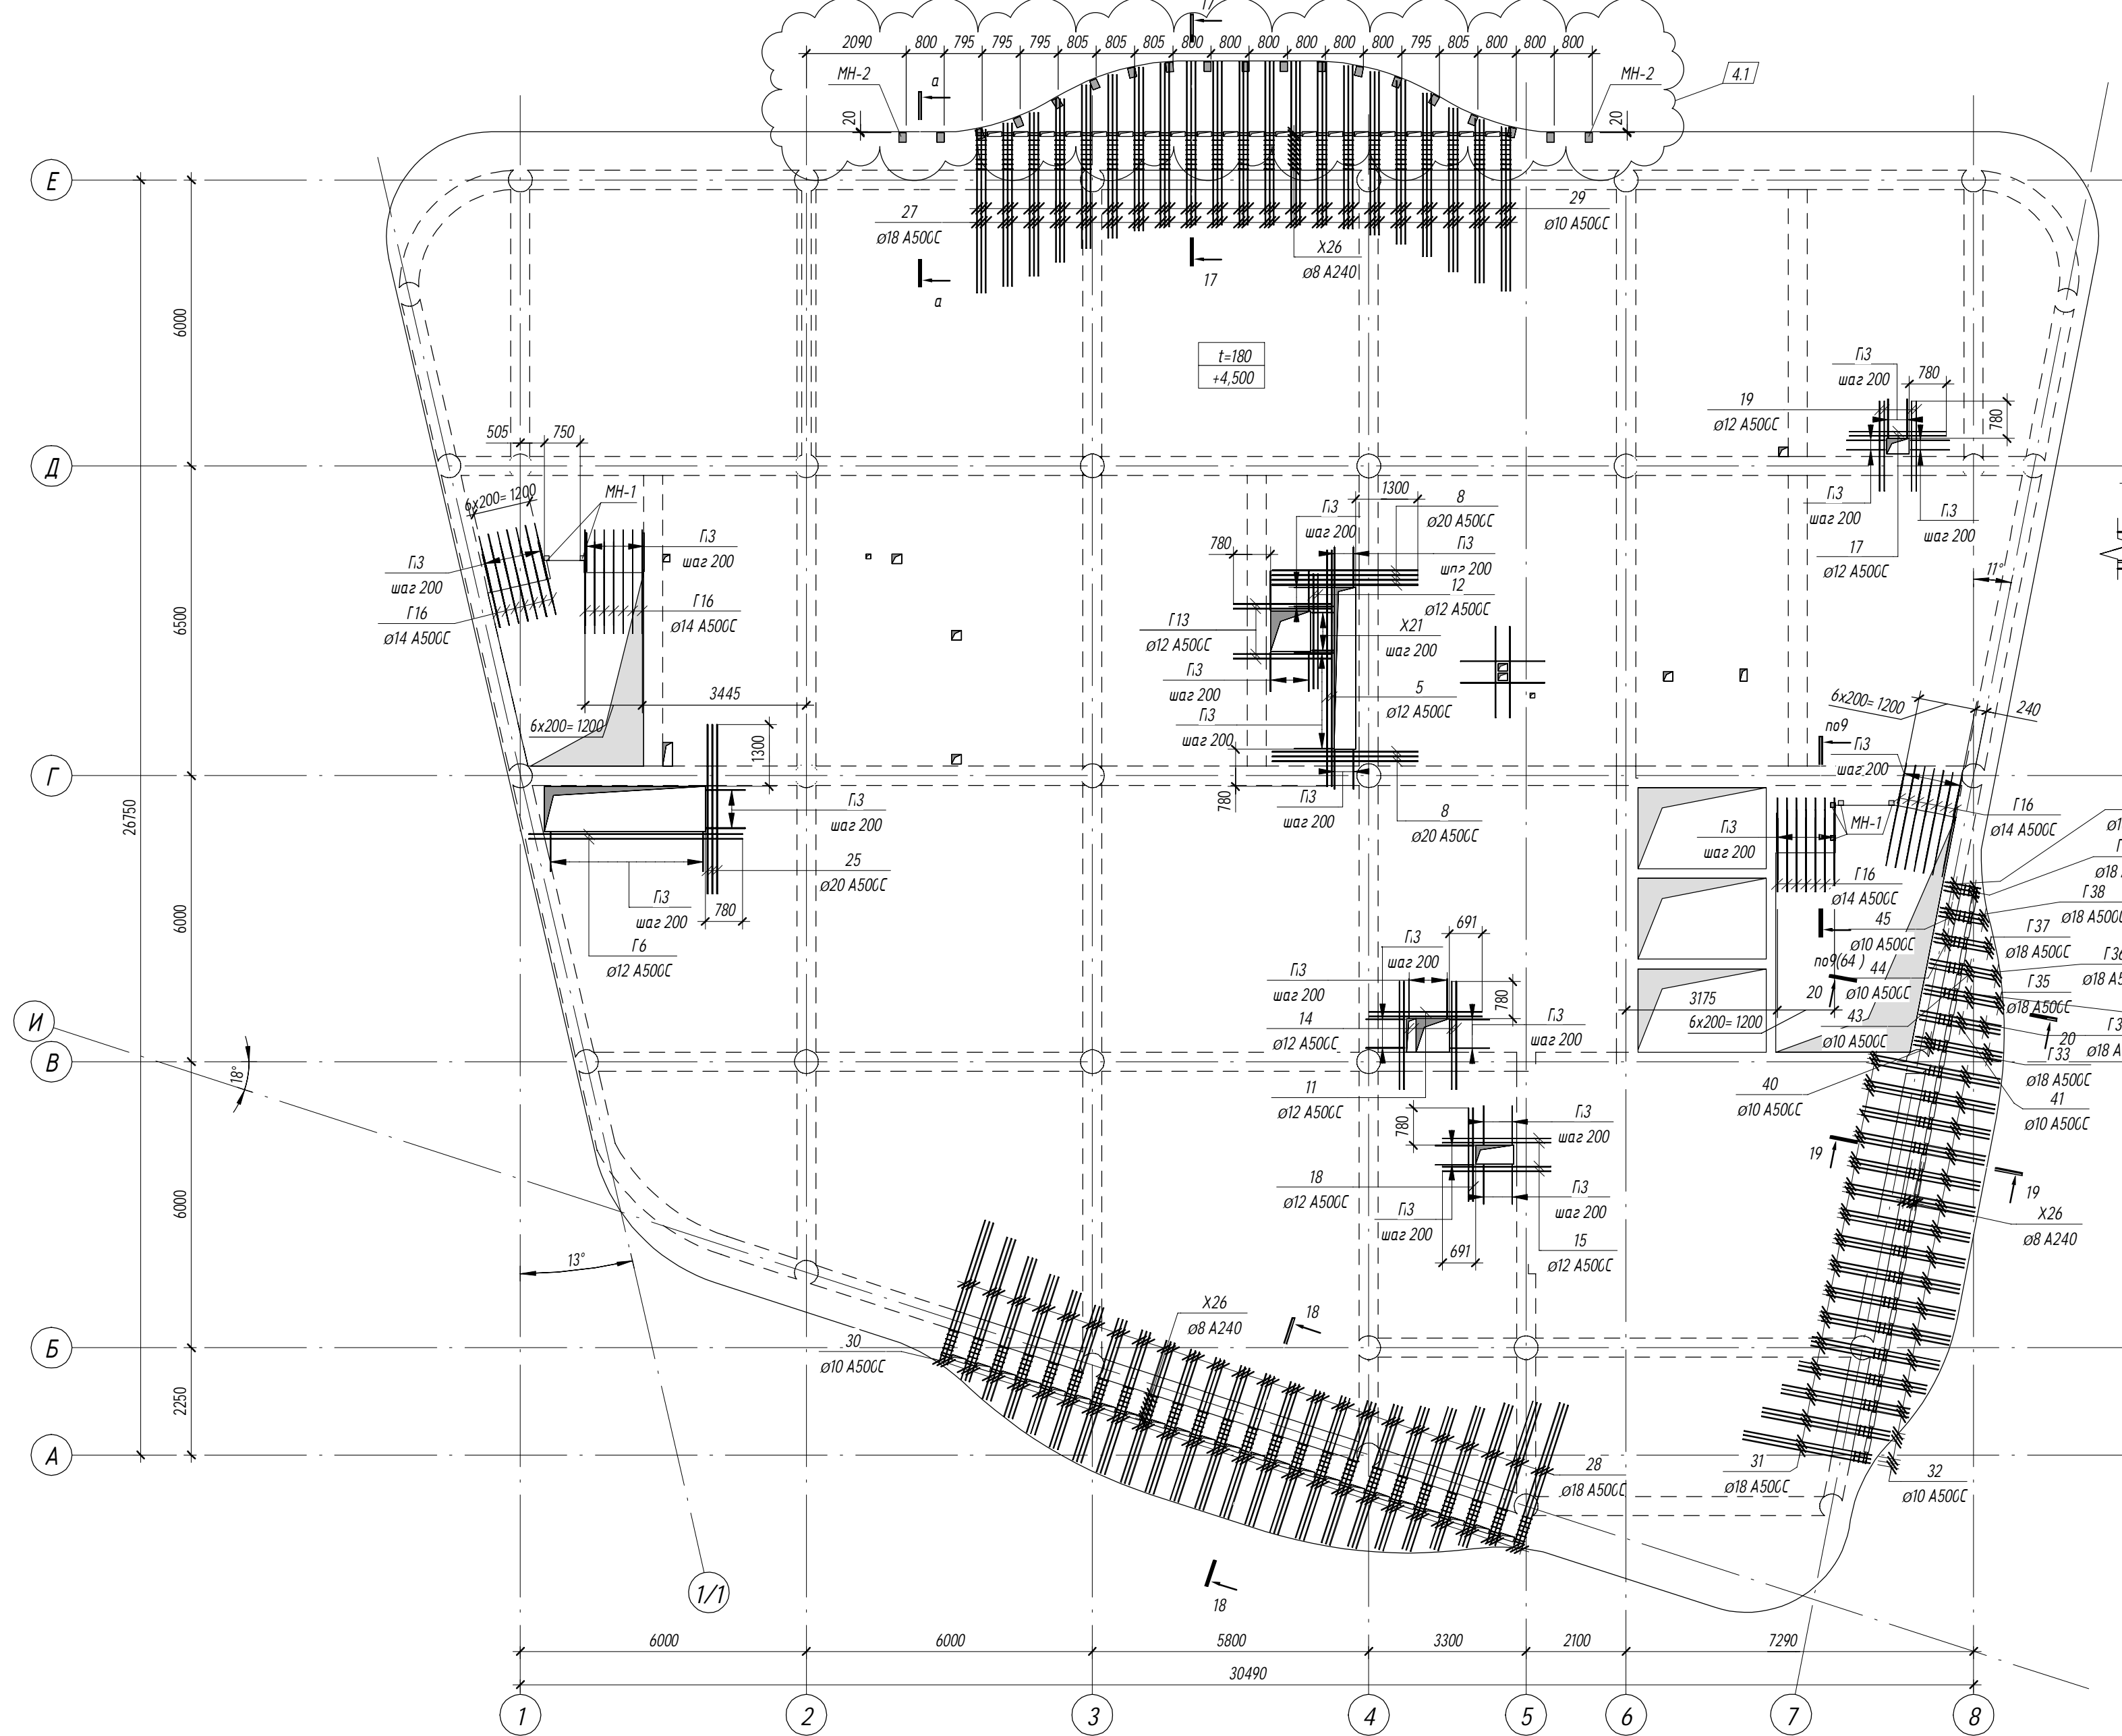 17
2090 800 795 795 795 805 805 805 800 800 800 800 800 800 795 805 800 800 800
МН-2
МН-2
4.1
а
20
20
Е
27
ø18 А500С
29
ø10 А500С
Х26
ø8 А240
а
17
6000
t=180
+4,500
Г13
шаг 200
780
19
ø12 А500С
780
505
750
Д
6х200=1200
МН-1
1300
8
ø20 А500С
Г13
шаг 200
Г13
шаг 200
Г13
шаг 200
17
ø12 А500С
Г13
шаг 200
Г13
шаг 200
Г13
шаг 200
780
Г13
шаг 200
11°
Г16
ø14 А500С
Г16
ø14 А500С
12
ø12 А500С
6500
Г13
ø12 А500С
Х21
шаг 200
Г13
шаг 200
3445
5
ø12 А500С
6х200=1200
240
6х200=1200
Г13
шаг 200
по9
1300
Г13
шаг 200
Г
780
Г13
шаг 200
Г13
шаг 200
8
ø20 А500С
26750
Г13
шаг 200
МН-1
Г16
ø14 А500С
25
ø20 А500С
Г16
ø14 А500С
ø18
Г38
ø18 А500С
Г13
шаг 200
780
6000
691
45
ø10 А500С
Г37
ø18 А500С
Г6
ø12 А500С
Г13
шаг 200
Г13
шаг 200
780
по9(64)
44
ø10 А500С
Г36
Г35
ø18 А500С
3175
20
И
14
ø12 А500С
Г13
шаг 200
6х200=1200
43
ø10 А500С
20
В
Г33
ø18 А500С
18°
11
ø12 А500С
40
ø10 А500С
41
ø10 А500С
780
Г13
шаг 200
19
6000
18
ø12 А500С
Г13
шаг 200
Г13
шаг 200
19
Х26
ø8 А240
691
15
ø12 А500С
13°
Х26
ø8 А240
18
Б
30
ø10 А500С
2250
А
28
ø18 А500С
31
ø18 А500С
32
ø10 А500С
1/1
18
6000 6000 5800 3300 2100 7290
30490
1 2 3 4 5 6 7 8